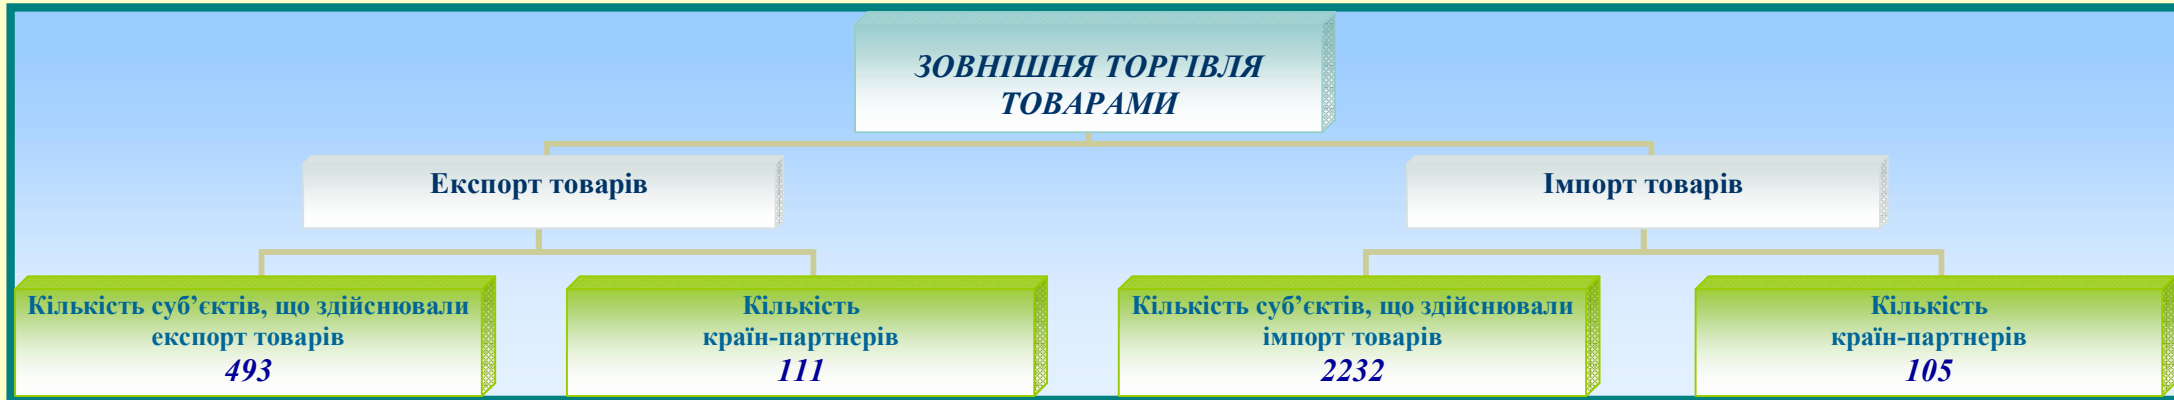 ЗОВНІШНЯ ТОРГІВЛЯ
ТОВАРАМИ
Експорт товарів
Імпорт товарів
Кількість суб’єктів, що здійснювали
експорт товарів
493
Кількість
країн-партнерів
111
Кількість суб’єктів, що здійснювали
імпорт товарів
2232
Кількість
країн-партнерів
105